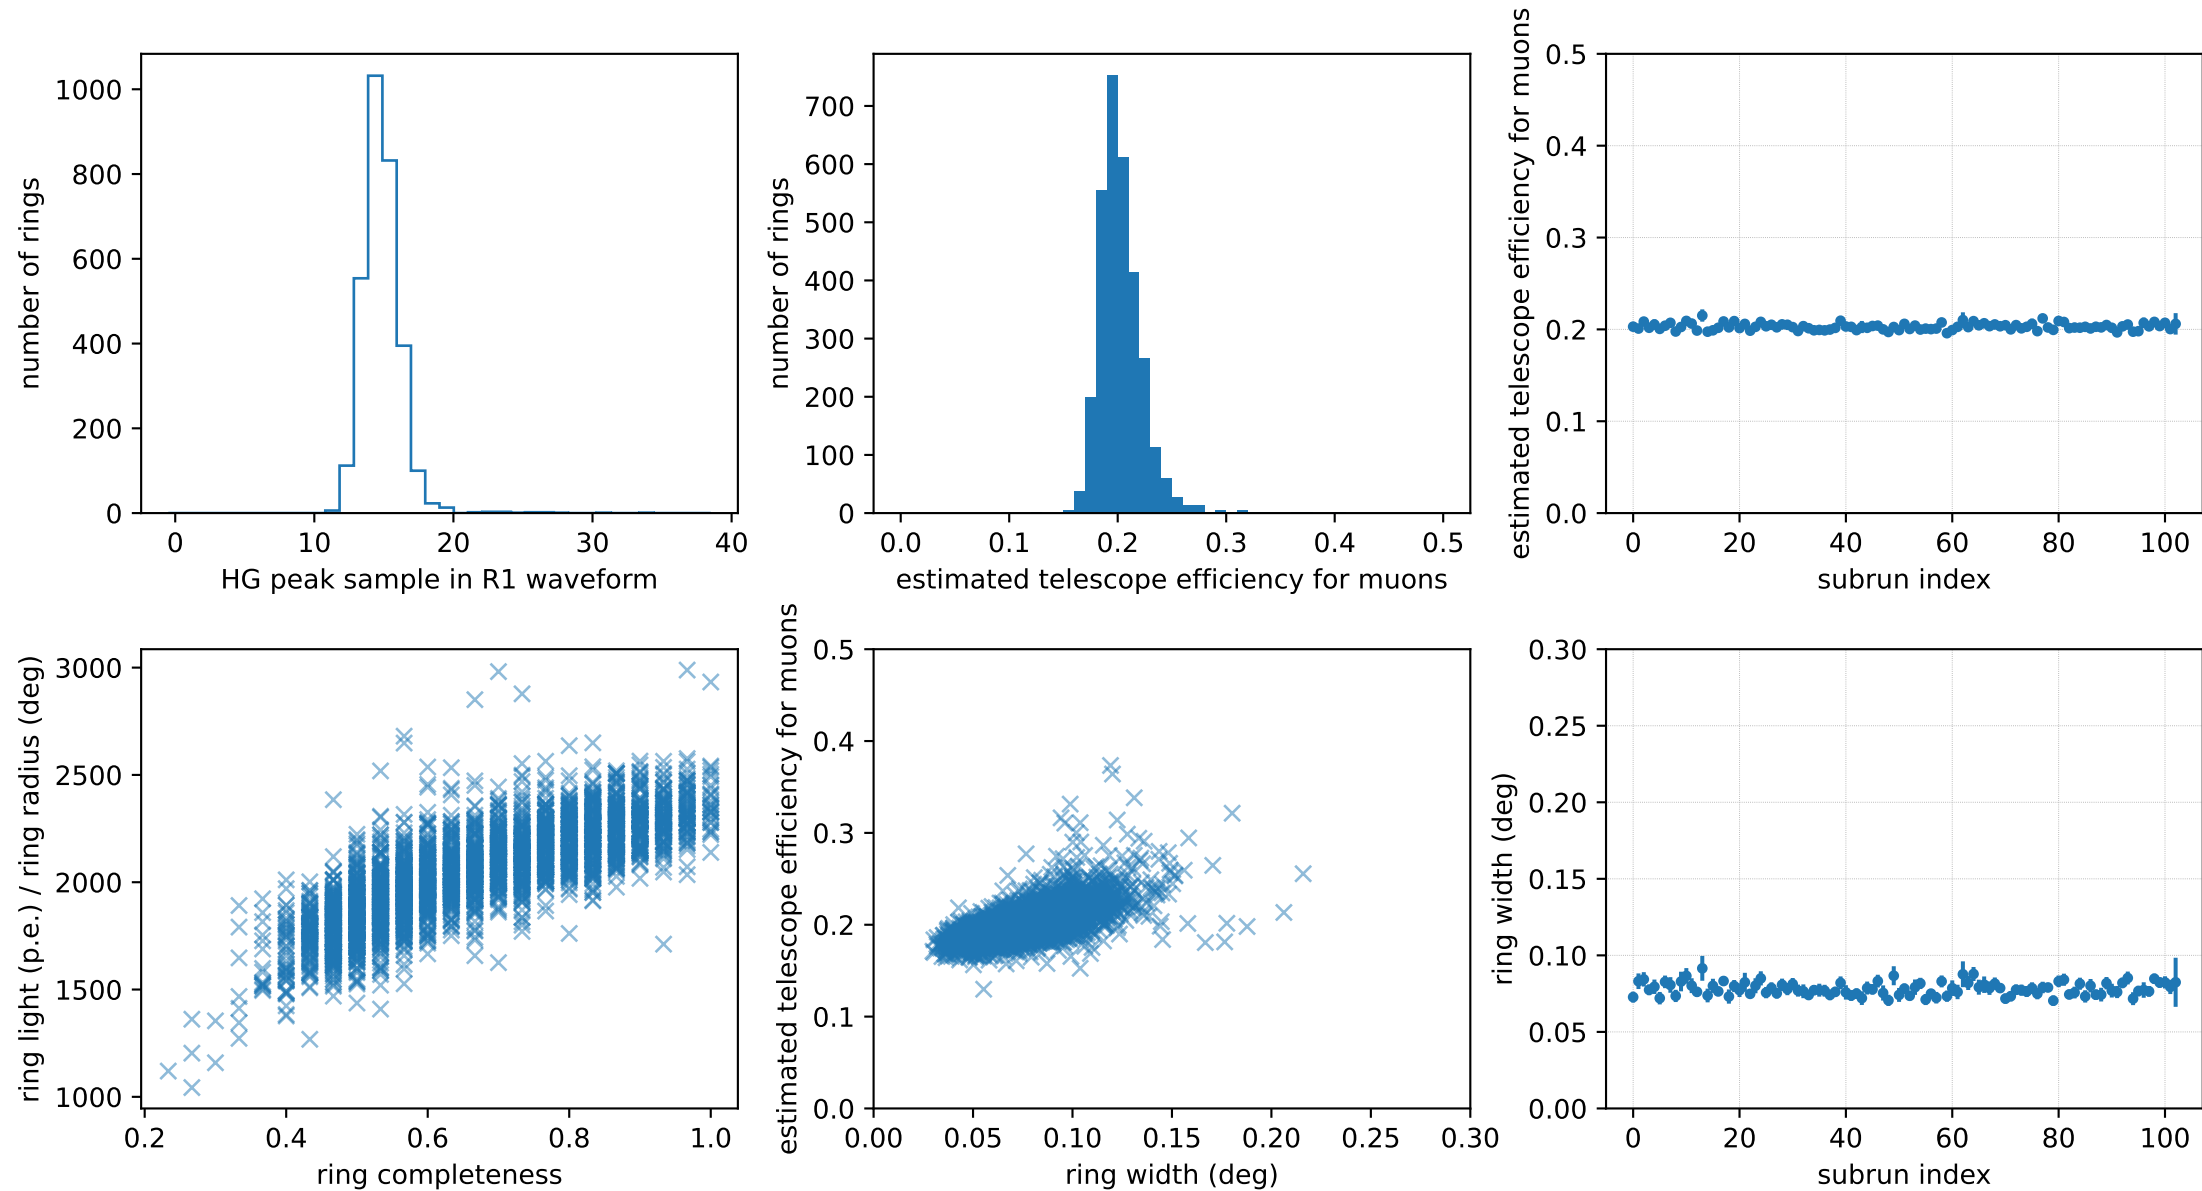 number of rings
1000
800
600
400
200
0
0 10 20 30 40
HG peak sample in R1 waveform
number of rings
700
600
500
400
300
200
100
0
0.0 0.1 0.2 0.3 0.4 0.5
estimated telescope efficiency for muons
estimated telescope efficiency for muons
0.5
0.4
0.3
0.2
0.1
0.0
0 20 40 60 80 100
subrun index
ring light (p.e.) / ring radius (deg)
3000
2500
2000
1500
1000
0.2 0.4 0.6 0.8 1.0
ring completeness
estimated telescope efficiency for muons
0.5
0.4
0.3
0.2
0.1
0.0
0.00 0.05 0.10 0.15 0.20 0.25 0.30
ring width (deg)
ring width (deg)
0.30
0.25
0.20
0.15
0.10
0.05
0.00
0 20 40 60 80 100
subrun index